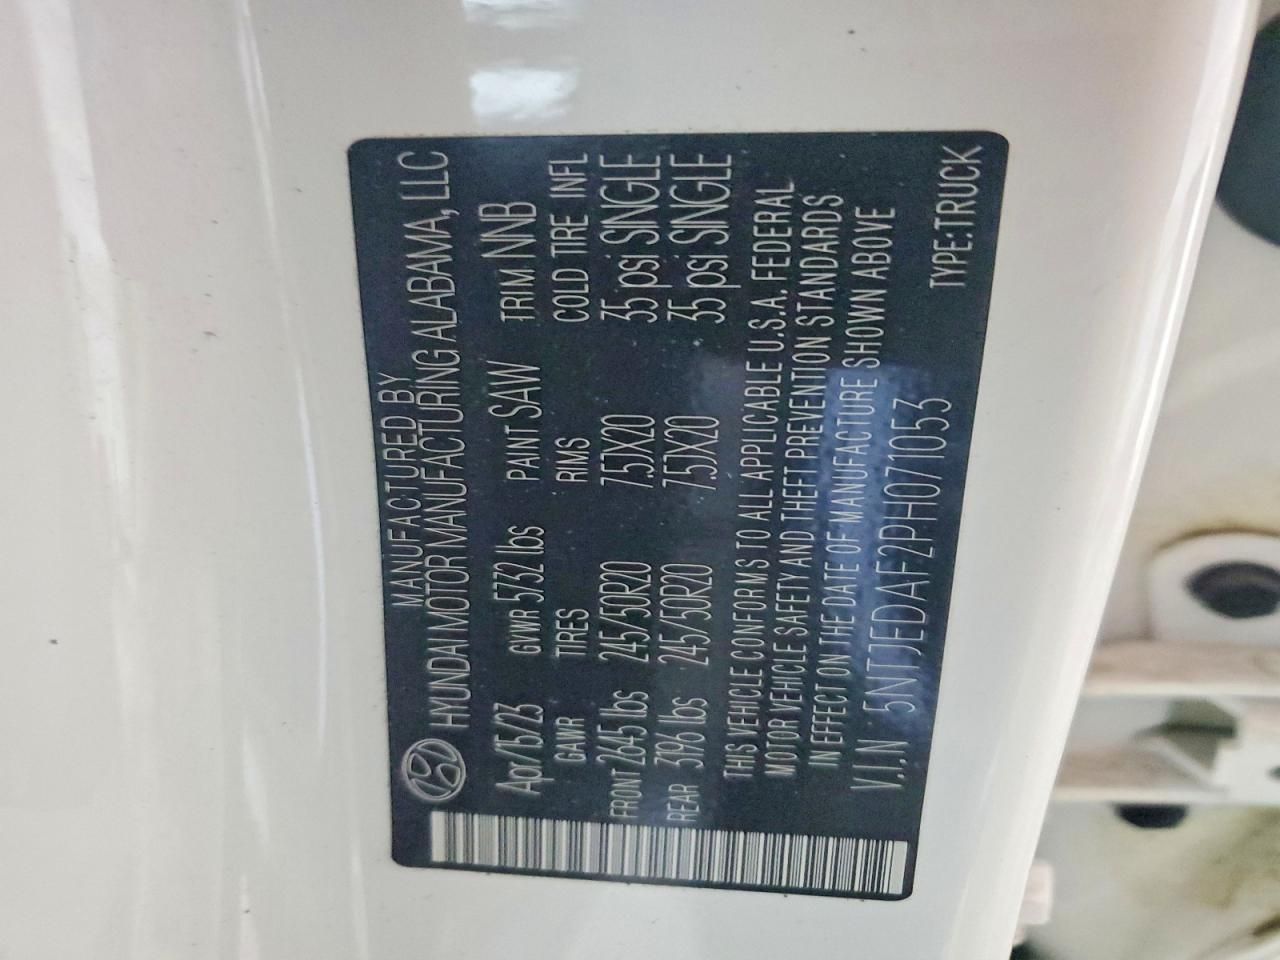 MANUFACTURED BY
HYUNDAI MOTOR MANUFACTURING ALABAMA, LLC
Apr/15/23 GVWR 5732 lbs PAINT SAW TRIM NNB
GAWR TIRES RIMS COLD TIRE INFL
FRONT 2645 lbs 245/50R20 7.5JX20 35 psi SINGLE
REAR 3196 lbs 245/50R20 7.5JX20 35 psi SINGLE
THIS VEHICLE CONFORMS TO ALL APPLICABLE U.S.A. FEDERAL
MOTOR VEHICLE SAFETY AND THEFT PREVENTION STANDARDS
IN EFFECT ON THE DATE OF MANUFACTURE SHOWN ABOVE
V.I.N 5NTJEDAF2PH071053 TYPE:TRUCK